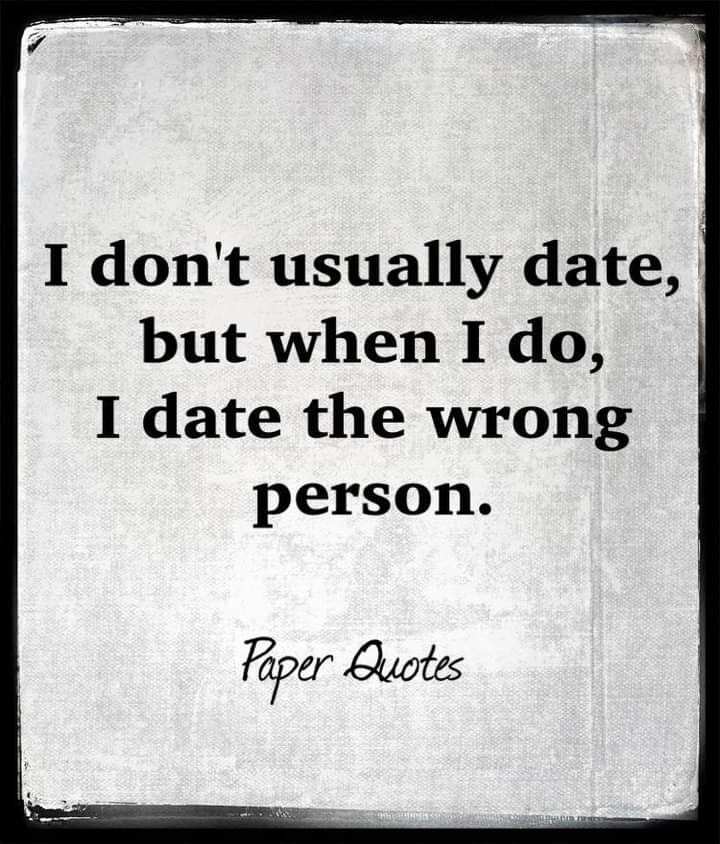 I don't usually date,
but when I do,
I date the wrong
person.
Paper Quotes